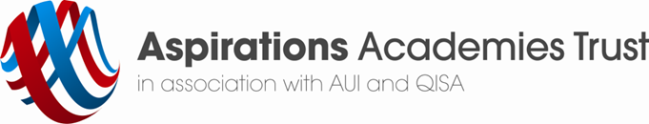 Aspirations Academies Trust
in association with AUI and QISA